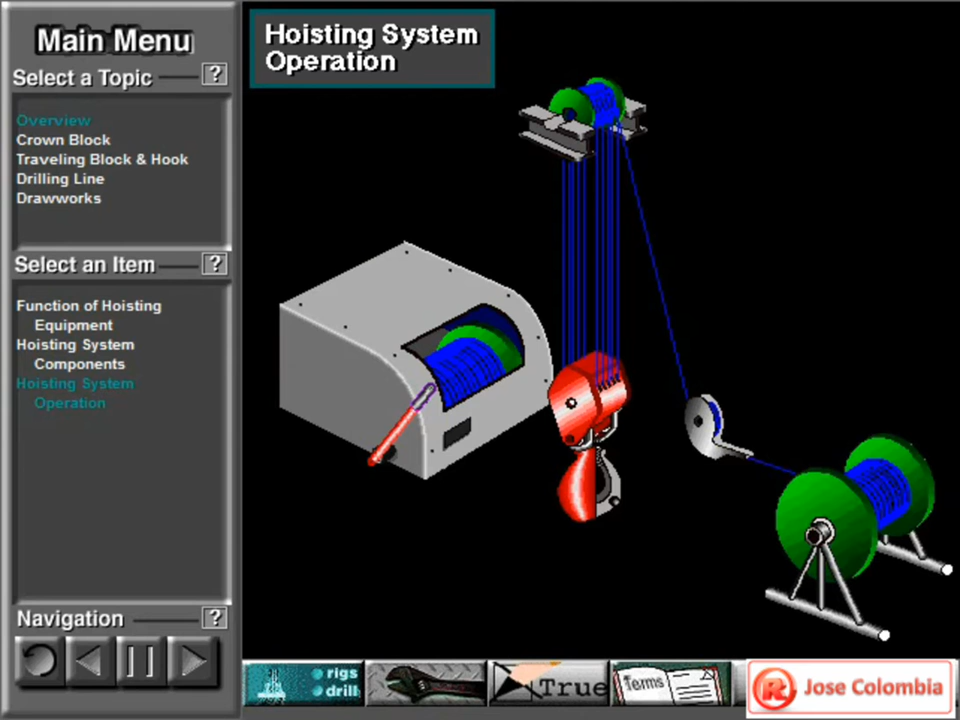 Main Menu
Select a Topic ?
Overview
Crown Block
Traveling Block & Hook
Drilling Line
Drawworks
Select an Item ?
Function of Hoisting
Equipment
Hoisting System
Components
Hoisting System
Operation
Navigation ?
Hoisting System
Operation
rigs
drill
True
Terms
R Jose Colombia